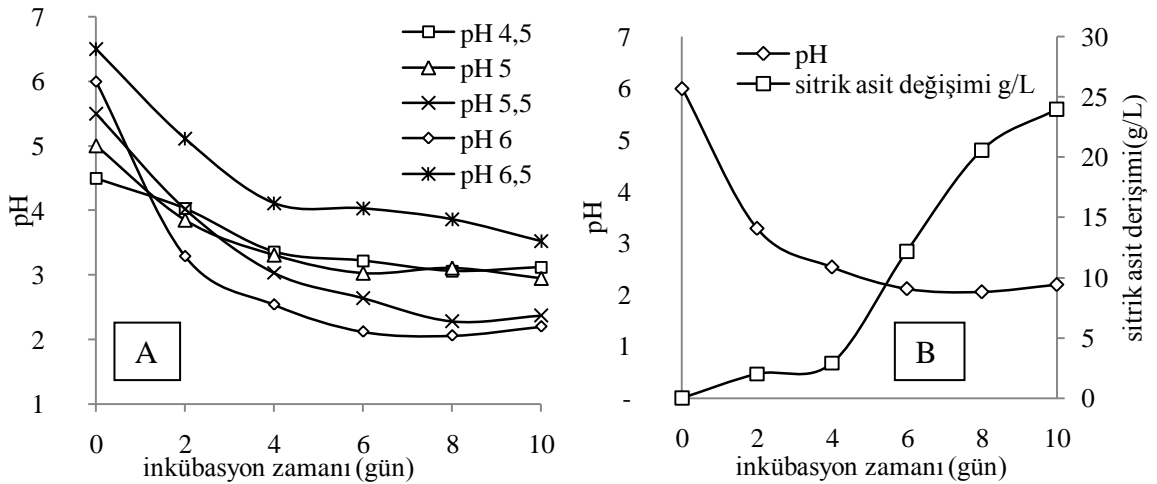 7
6
5
4
3
2
1
pH
0
2
4
6
8
10
inkübasyon zamanı (gün)
pH 4,5
pH 5
pH 5,5
pH 6
pH 6,5
A
7
6
5
4
3
2
1
-
pH
0
2
4
6
8
10
inkübasyon zamanı (gün)
pH
sitrik asit değişimi g/L
B
30
25
20
15
10
5
0
sitrik asit derişimi(g/L)